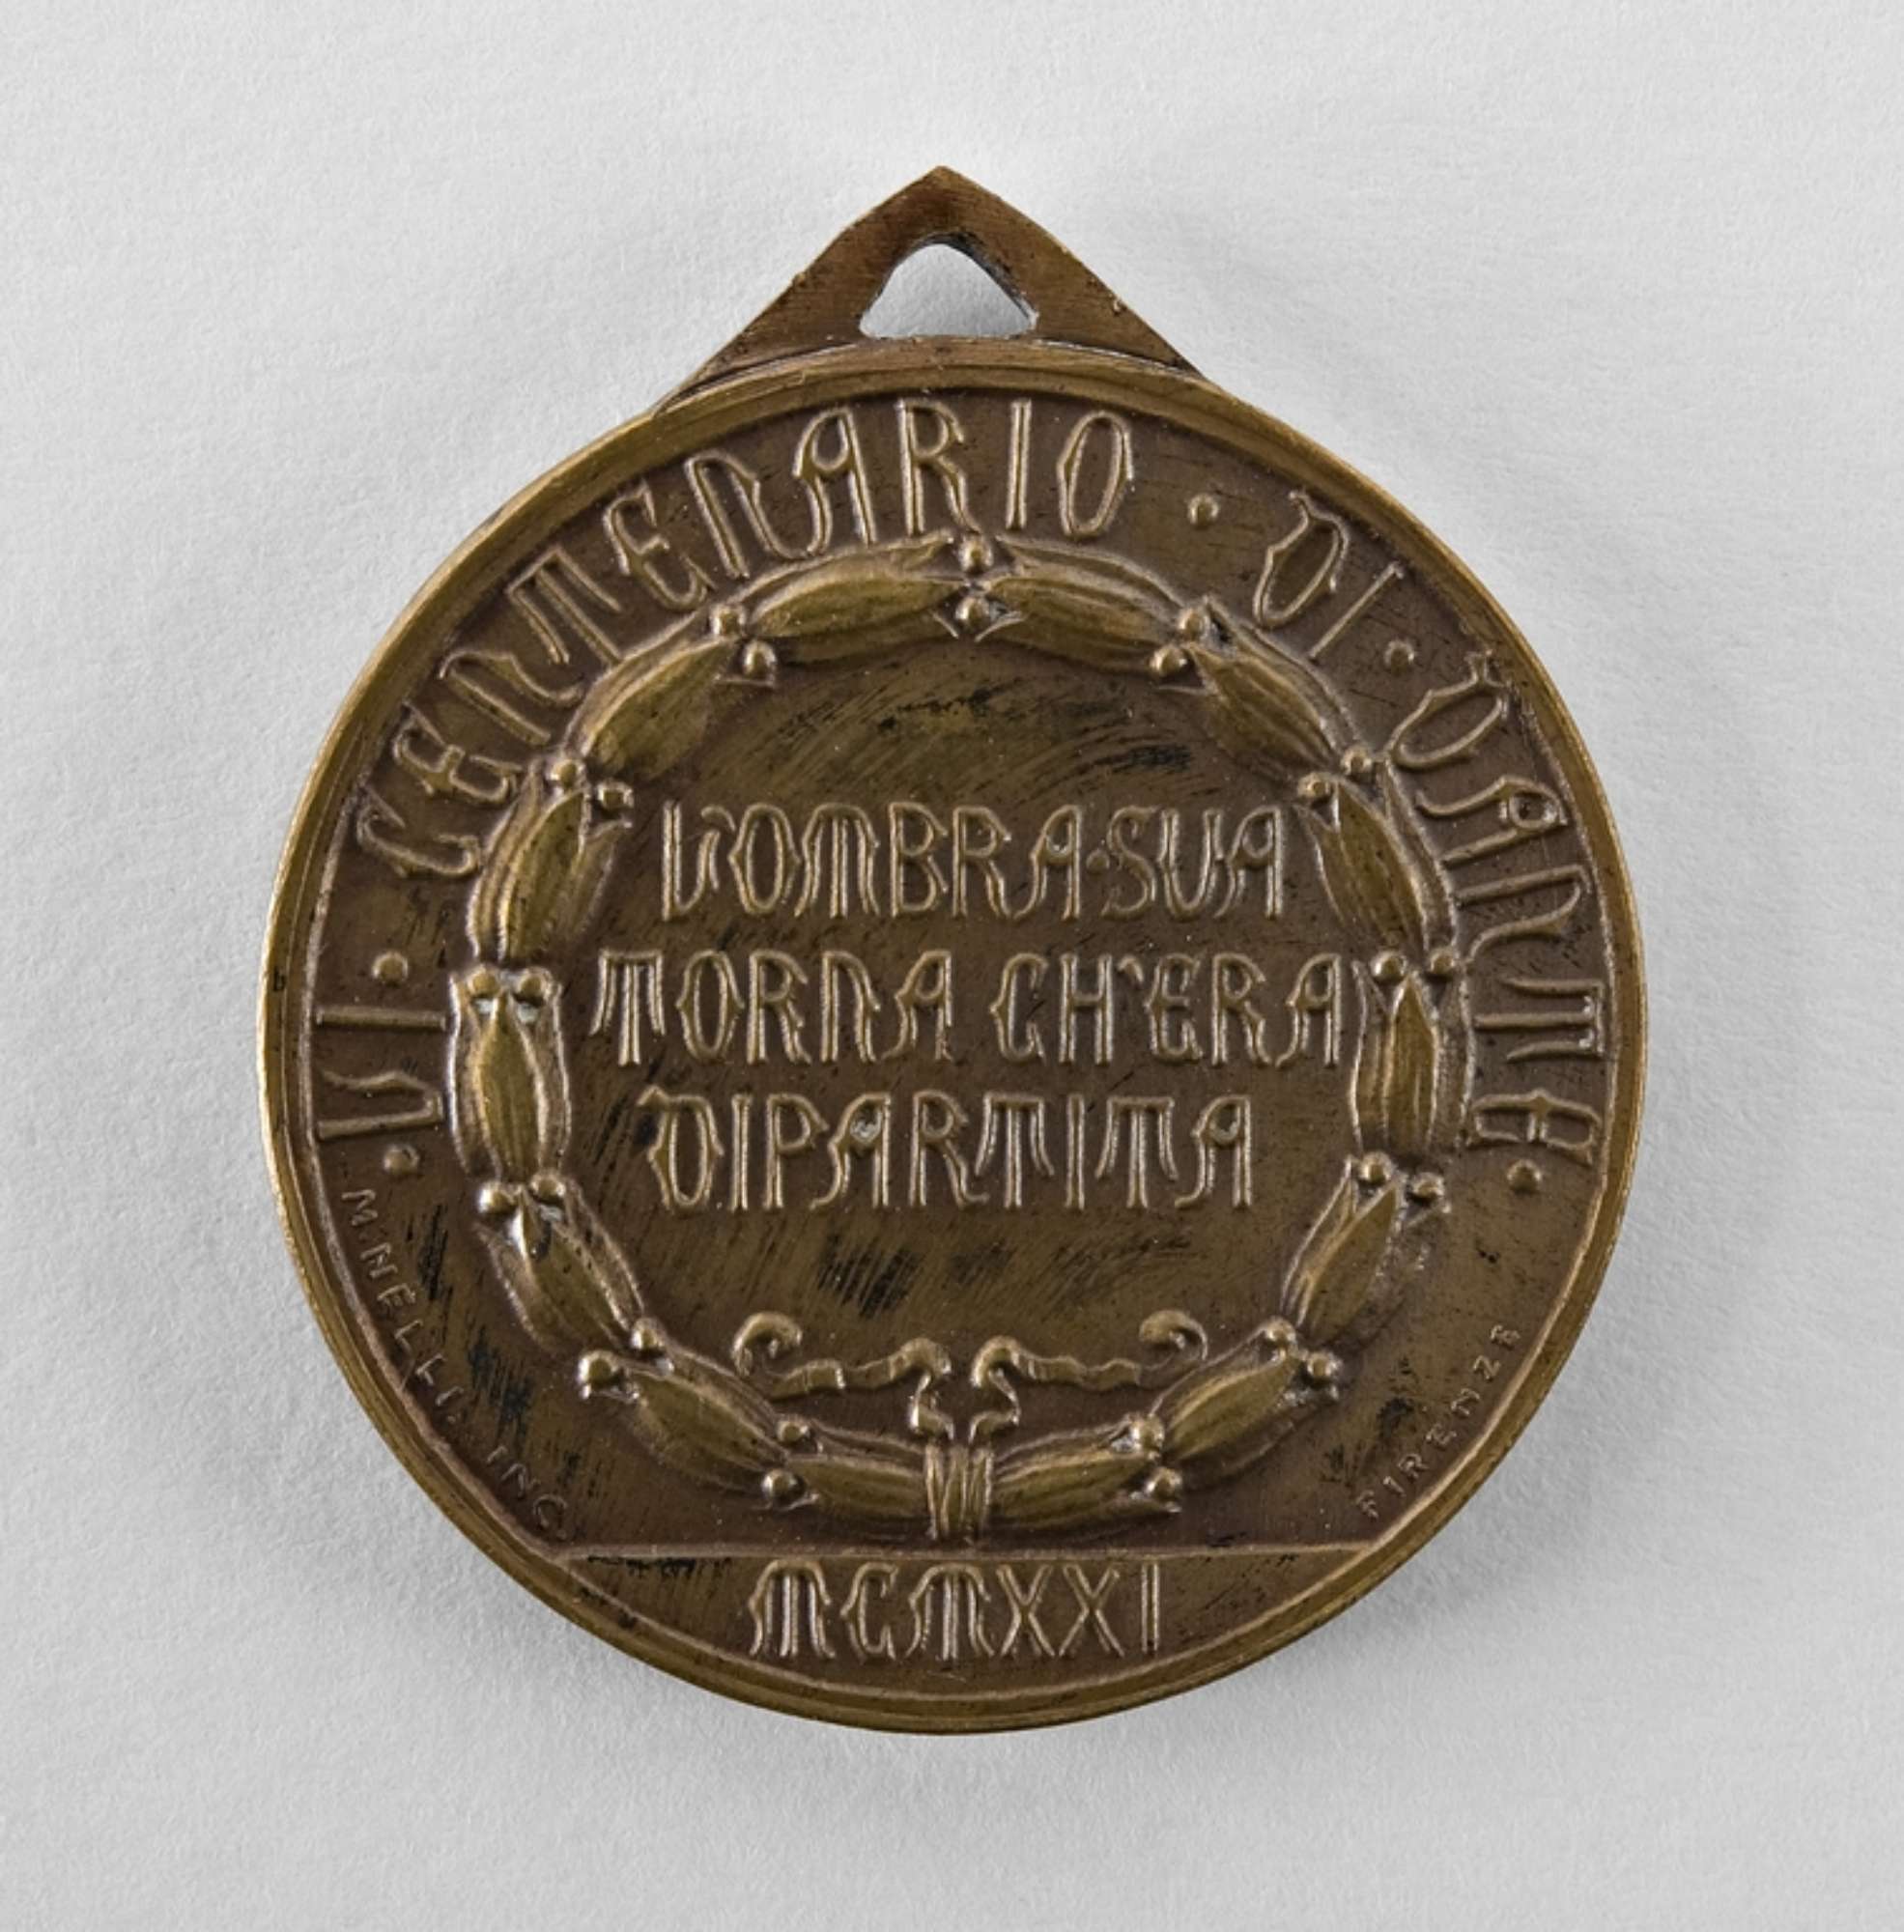 · VI · CENTENARIO · DI · DANTE ·
L'OMBRA·SUA
TORNA CH'ERA
DIPARTITA
M·NELLI· INC·
FIRENZE
MCMXXI